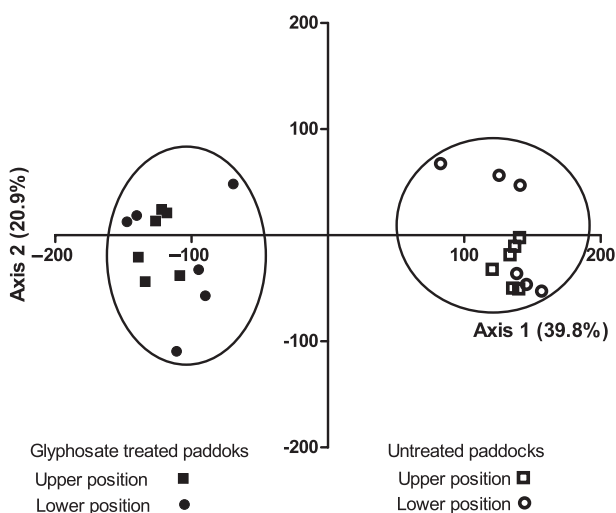 200
100
Axis 2 (20.9%)
−200
−100
100
200
-100
Axis 1 (39.8%)
-200
Glyphosate treated paddoks
Untreated paddocks
Upper position
Upper position
Lower position
Lower position